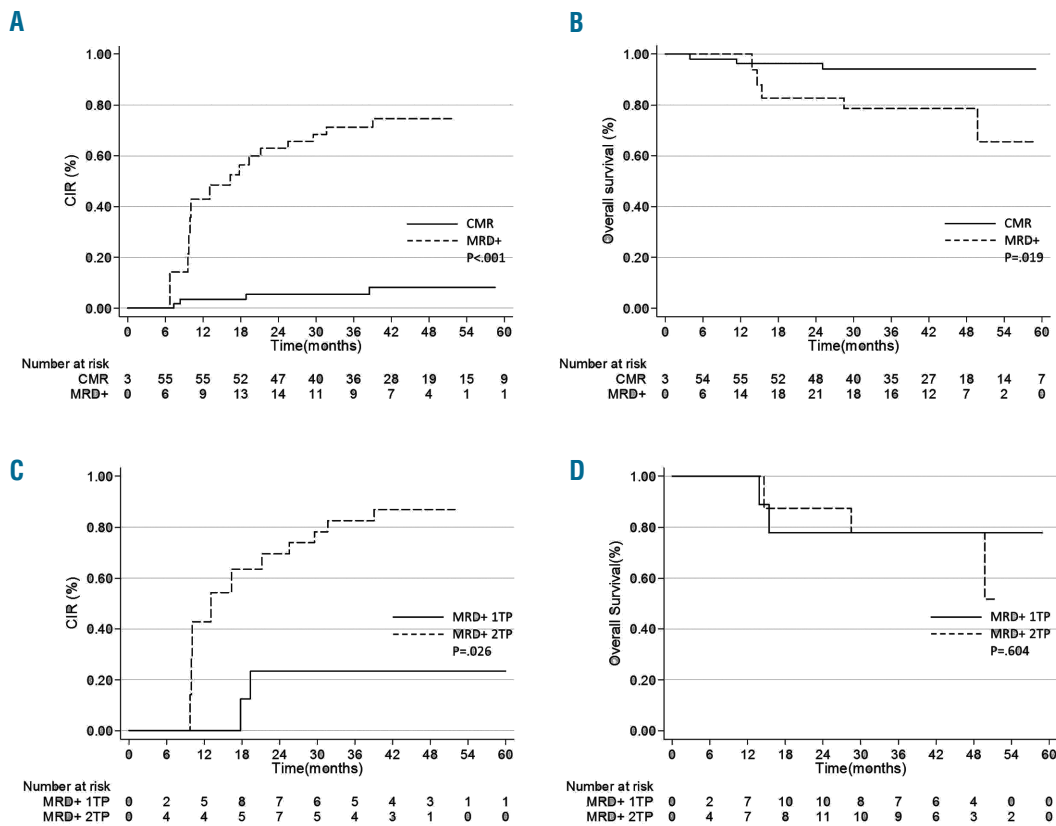 A
CIR (%)
1.00
0.80
0.60
0.40
0.20
0.00
CMR
MRD+
P<.001
0 6 12 18 24 30 36 42 48 54 60
Time(months)
Number at risk
CMR 3 55 55 52 47 40 36 28 19 15 9
MRD+ 0 6 9 13 14 11 9 7 4 1 1
B
Overall survival (%)
1.00
0.80
0.60
0.40
0.20
0.00
CMR
MRD+
P=.019
0 6 12 18 24 30 36 42 48 54 60
Time(months)
Number at risk
CMR 3 54 55 52 48 40 35 27 18 14 7
MRD+ 0 6 14 18 21 18 16 12 7 2 0
C
CIR (%)
1.00
0.80
0.60
0.40
0.20
0.00
MRD+ 1TP
MRD+ 2TP
P=.026
0 6 12 18 24 30 36 42 48 54 60
Time(months)
Number at risk
MRD+ 1TP 0 2 5 8 7 6 5 4 3 1 1
MRD+ 2TP 0 4 4 5 7 5 4 3 1 0 0
D
Overall Survival(%)
1.00
0.80
0.60
0.40
0.20
0.00
MRD+ 1TP
MRD+ 2TP
P=.604
0 6 12 18 24 30 36 42 48 54 60
Time(months)
Number at risk
MRD+ 1TP 0 2 7 10 10 8 7 6 4 0 0
MRD+ 2TP 0 4 7 8 11 10 9 6 3 2 0